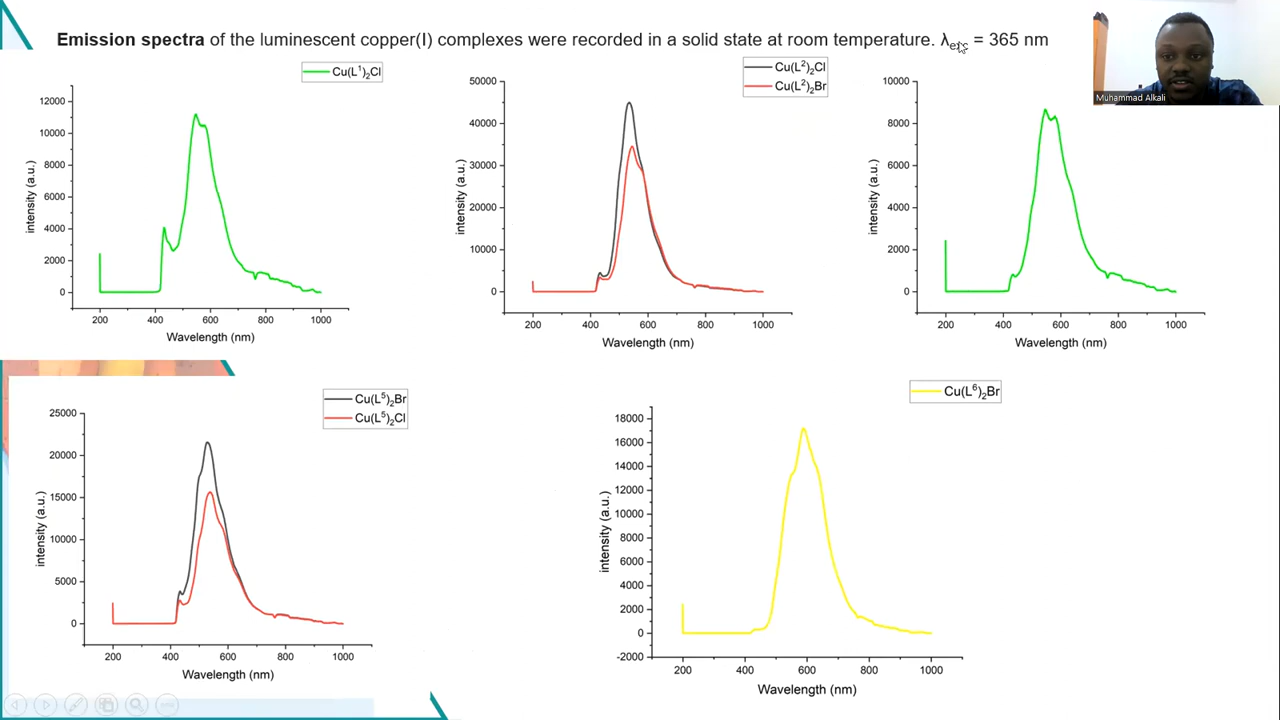 Emission spectra of the luminescent copper(I) complexes were recorded in a solid state at room temperature. λexc = 365 nm
Muhammad Alkali
Cu(L1)2Cl
12000
10000
8000
6000
4000
2000
0
intensity (a.u.)
200 400 600 800 1000
Wavelength (nm)
Cu(L2)2Cl
Cu(L2)2Br
50000
40000
30000
20000
10000
0
intensity (a.u.)
200 400 600 800 1000
Wavelength (nm)
10000
8000
6000
4000
2000
0
intensity (a.u.)
200 400 600 800 1000
Wavelength (nm)
Cu(L5)2Br
Cu(L5)2Cl
25000
20000
15000
10000
5000
0
intensity (a.u.)
200 400 600 800 1000
Wavelength (nm)
Cu(L6)2Br
18000
16000
14000
12000
10000
8000
6000
4000
2000
0
-2000
intensity (a.u.)
200 400 600 800 1000
Wavelength (nm)